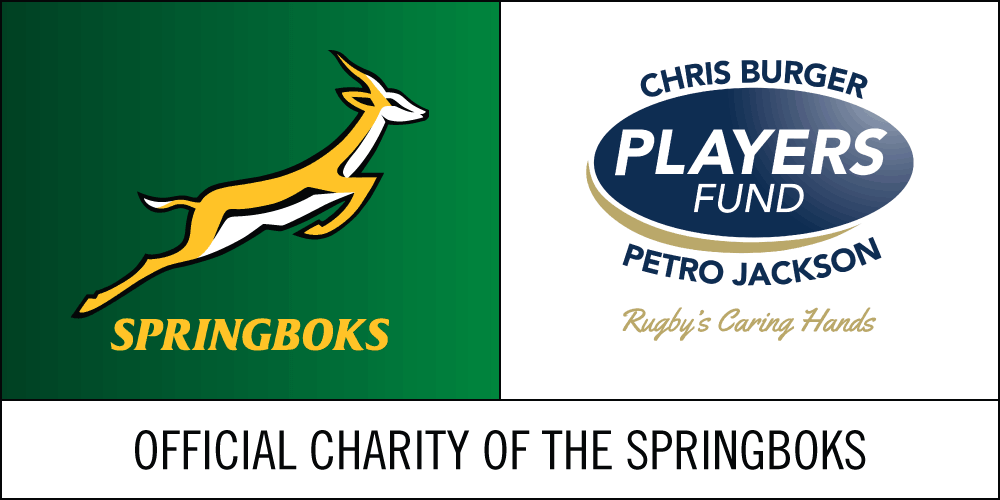 SPRINGBOKS
CHRIS BURGER
PLAYERS
FUND
PETRO JACKSON
Rugby's Caring Hands
OFFICIAL CHARITY OF THE SPRINGBOKS